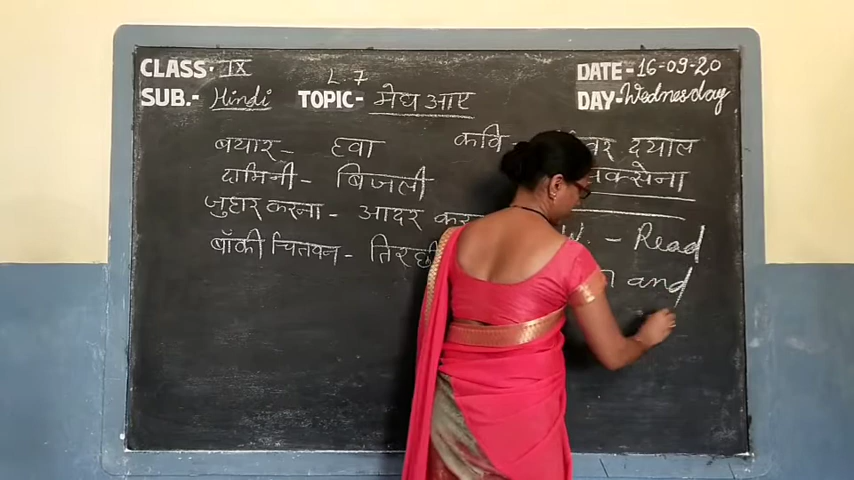 CLASS- IX
SUB.- Hindi
L-7
TOPIC- मेघ आए
DATE- 16-09-20
DAY- Wednesday
बयार - हवा
दामिनी - बिजली
जुहार करना - आदर कर
बाँकी चितवन - तिरछी
कवि - दयाल
सक्सेना
W. - Read
and